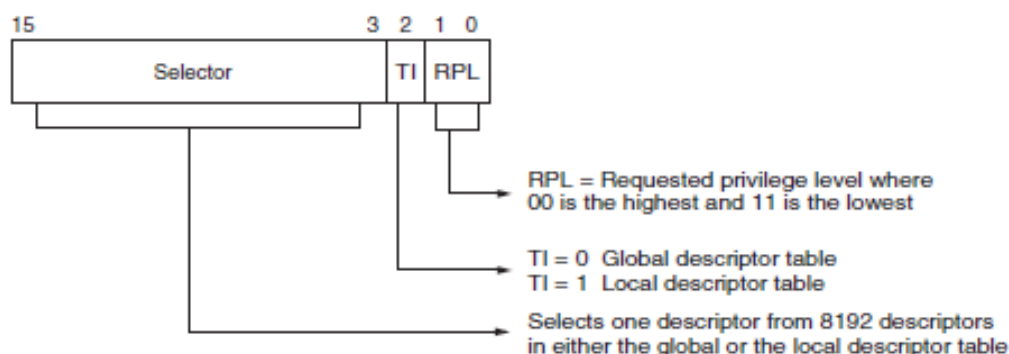 15 3 2 1 0
Selector TI RPL
RPL = Requested privilege level where
00 is the highest and 11 is the lowest
TI = 0 Global descriptor table
TI = 1 Local descriptor table
Selects one descriptor from 8192 descriptors
in either the global or the local descriptor table